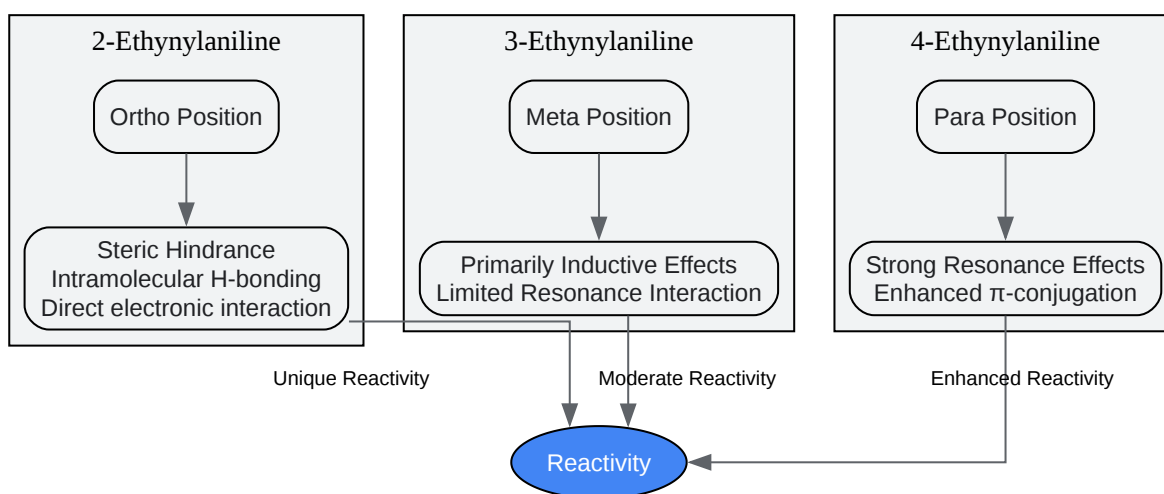 2-Ethynylaniline
Ortho Position
Steric Hindrance
Intramolecular H-bonding
Direct electronic interaction
3-Ethynylaniline
Meta Position
Primarily Inductive Effects
Limited Resonance Interaction
4-Ethynylaniline
Para Position
Strong Resonance Effects
Enhanced π-conjugation
Unique Reactivity
Moderate Reactivity
Enhanced Reactivity
Reactivity